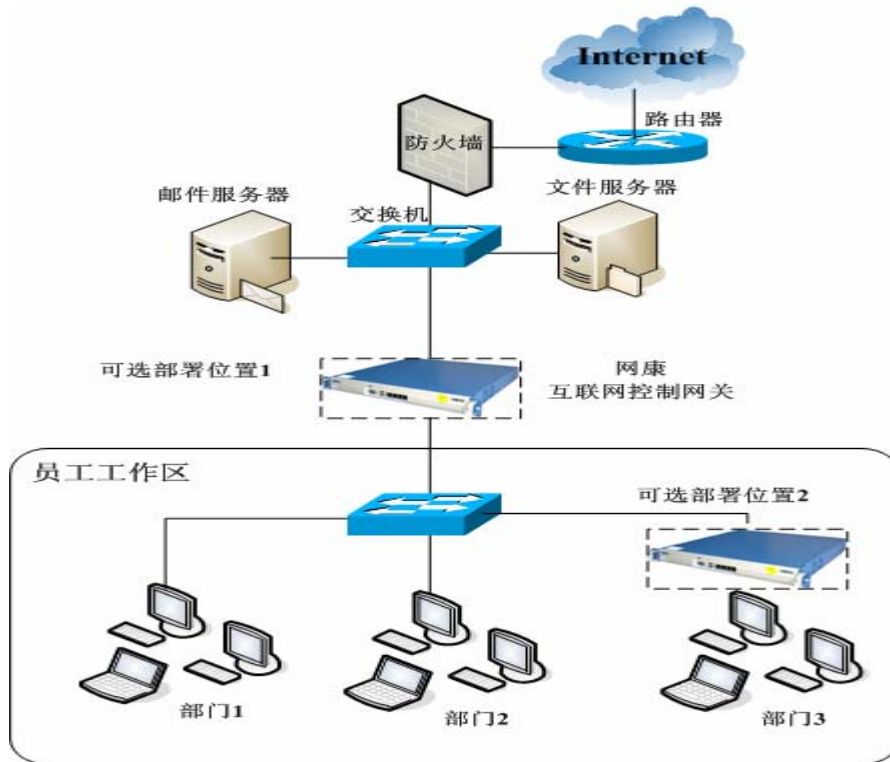 Internet
路由器
防火墙
邮件服务器
文件服务器
交换机
可选部署位置1
网康
互联网控制网关
员工工作区
可选部署位置2
部门1
部门2
部门3